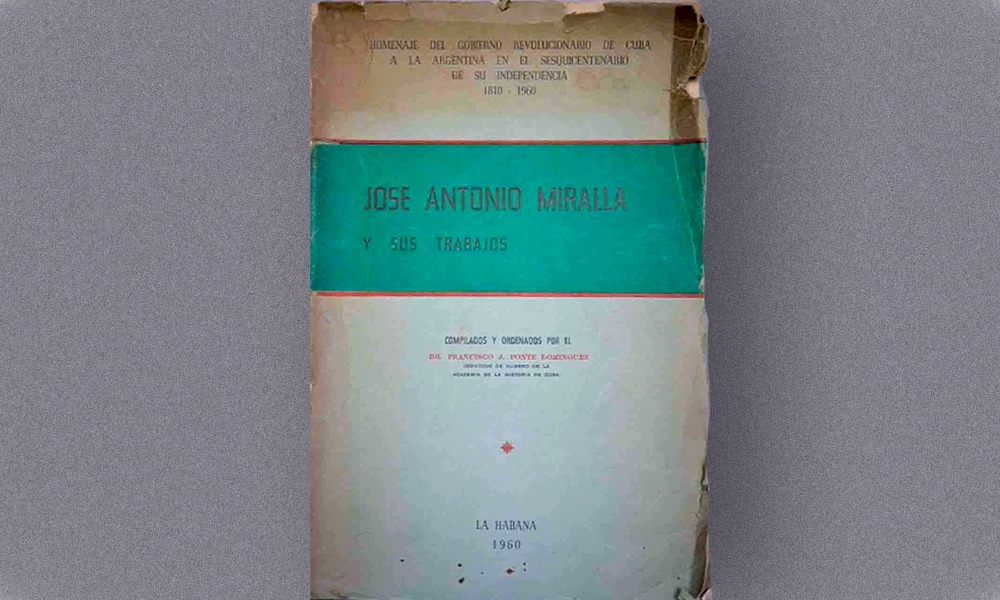 HOMENAJE DEL GOBIERNO REVOLUCIONARIO DE CUBA
A LA ARGENTINA EN EL SESQUICENTENARIO
DE SU INDEPENDENCIA
1810 - 1960
JOSE ANTONIO MIRALLA
Y SUS TRABAJOS
COMPILADOS Y ORDENADOS POR EL
DR. FRANCISCO J. PONTE DOMINGUEZ
INDIVIDUO DE NUMERO DE LA
ACADEMIA DE LA HISTORIA DE CUBA.
LA HABANA
1960